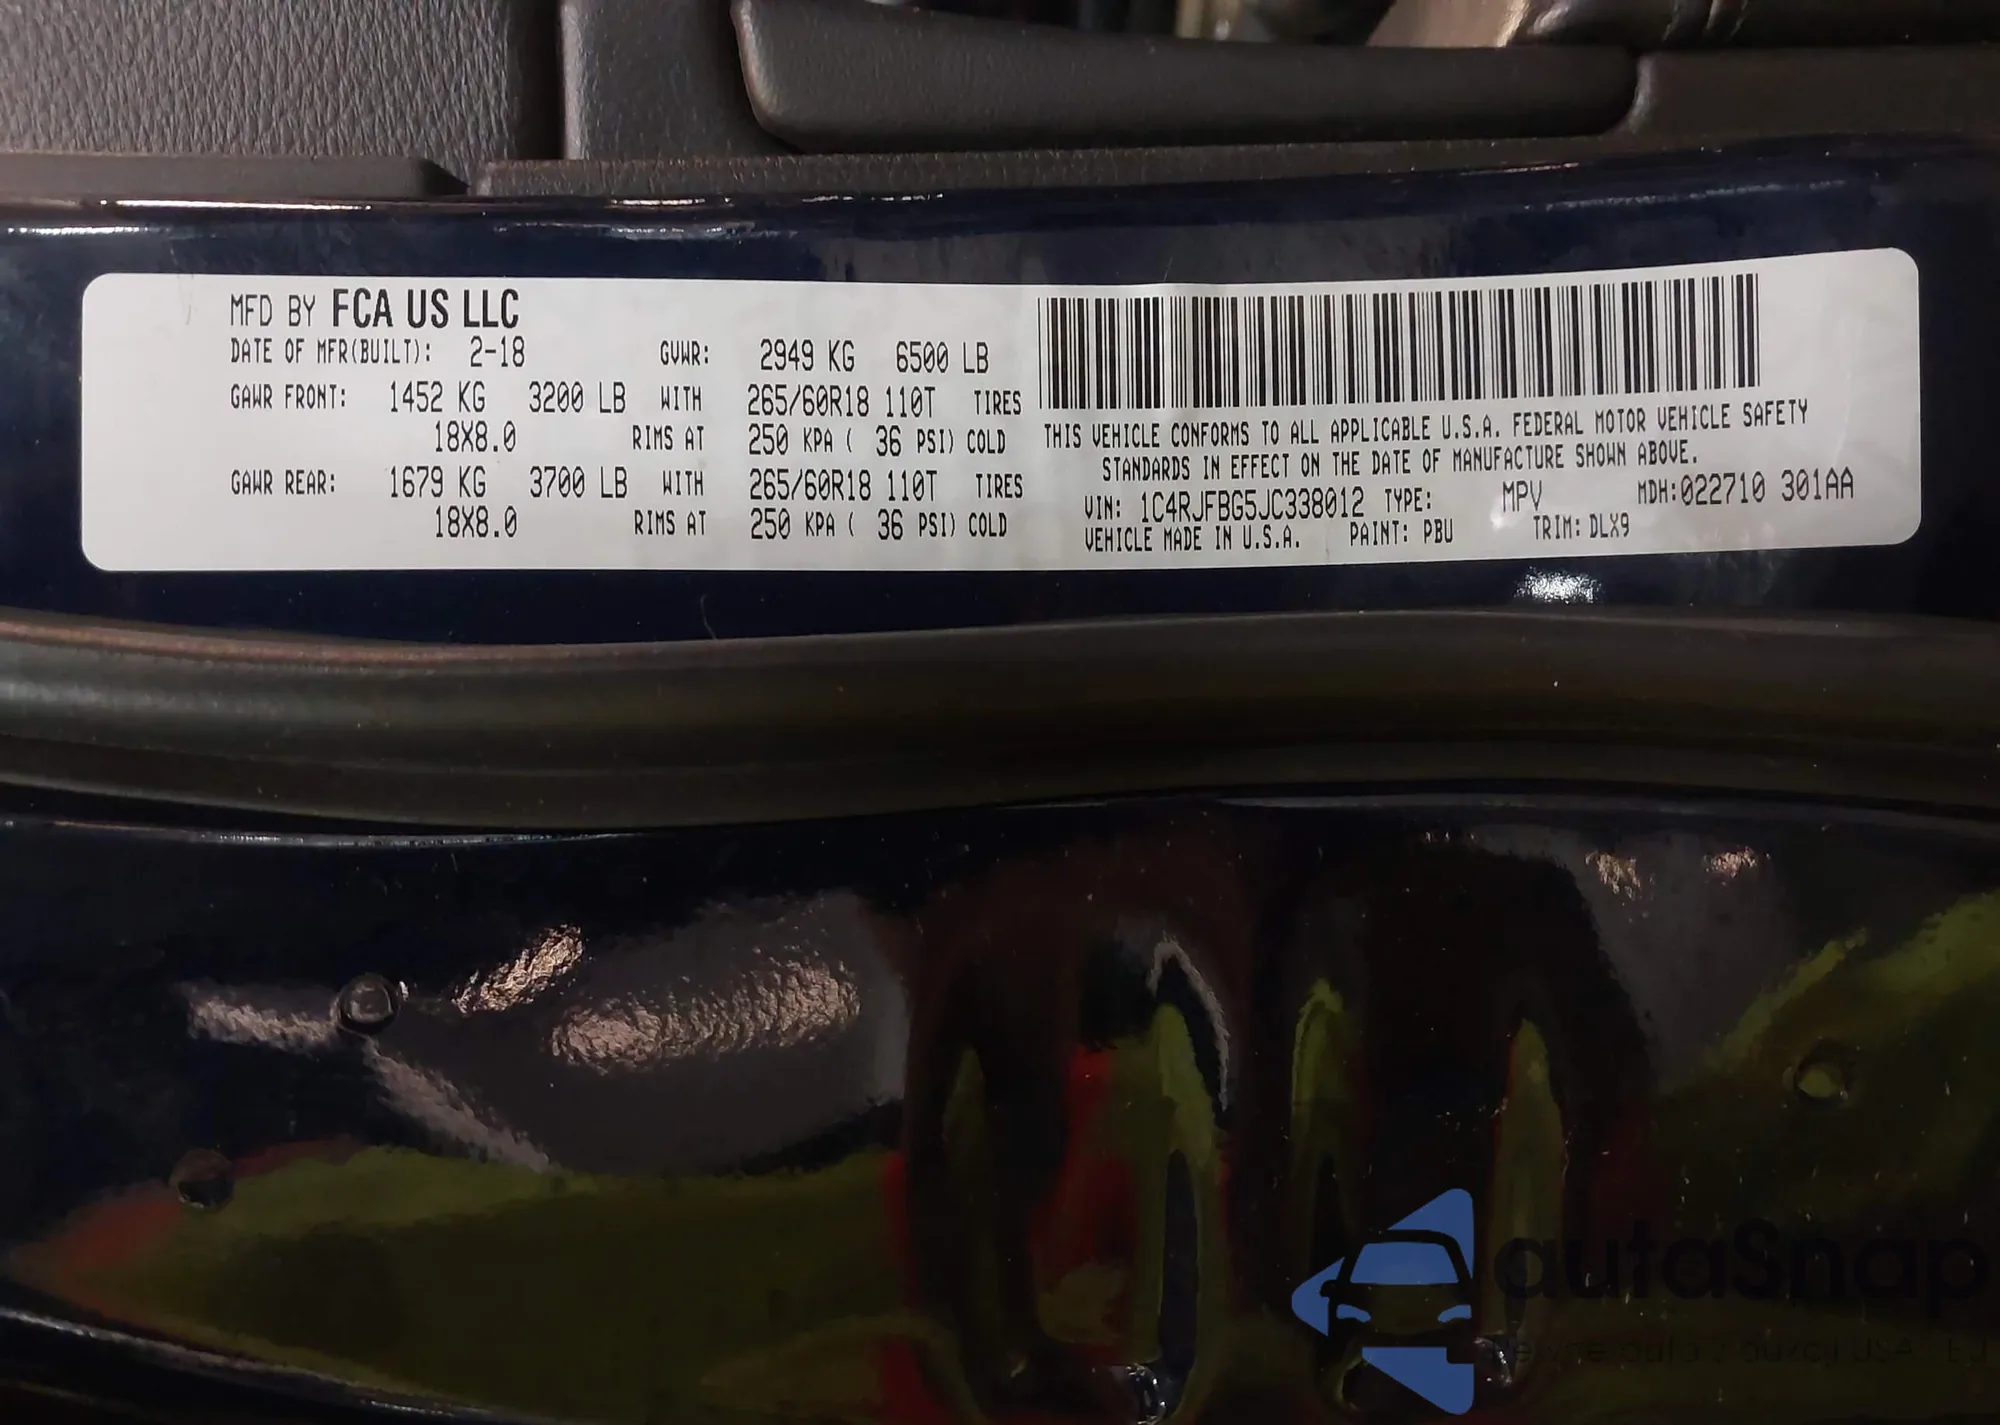 MFD BY FCA US LLC
DATE OF MFR(BUILT): 2-18 GVWR: 2949 KG 6500 LB
GAWR FRONT: 1452 KG 3200 LB WITH 265/60R18 110T TIRES
18X8.0 RIMS AT 250 KPA ( 36 PSI) COLD
GAWR REAR: 1679 KG 3700 LB WITH 265/60R18 110T TIRES
18X8.0 RIMS AT 250 KPA ( 36 PSI) COLD
THIS VEHICLE CONFORMS TO ALL APPLICABLE U.S.A. FEDERAL MOTOR VEHICLE SAFETY
STANDARDS IN EFFECT ON THE DATE OF MANUFACTURE SHOWN ABOVE.
VIN: 1C4RJFBG5JC338012 TYPE: MPV MDH:022710 301AA
VEHICLE MADE IN U.S.A. PAINT: PBU TRIM: DLX9
autaSnap
auta z aukcji USA